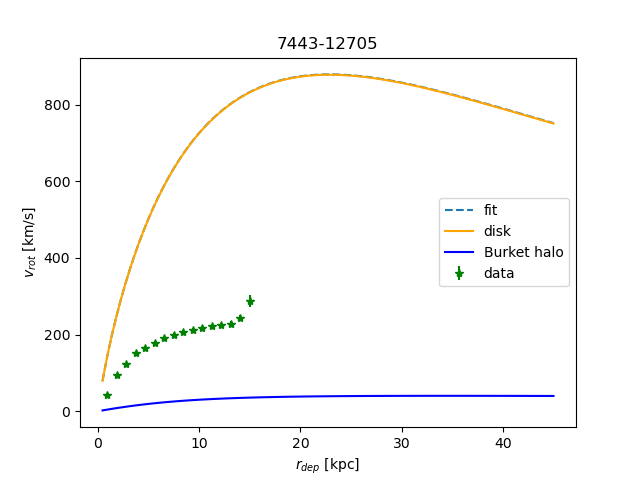 7443-12705
800
600
400
200
0
v_rot [km/s]
fit
disk
Burket halo
data
0 10 20 30 40
r_dep [kpc]